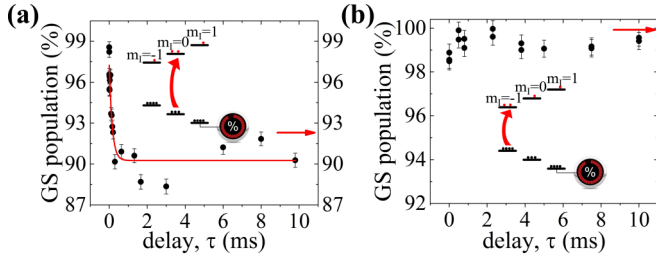 (a)
GS population (%)
99
96
93
90
87
99
96
93
90
87
m_I=-1
m_I=0
m_I=1
%
0 2 4 6 8 10
delay, τ (ms)
(b)
GS population (%)
100
98
96
94
92
m_I=-1
m_I=0
m_I=1
%
0 2 4 6 8 10
delay, τ (ms)